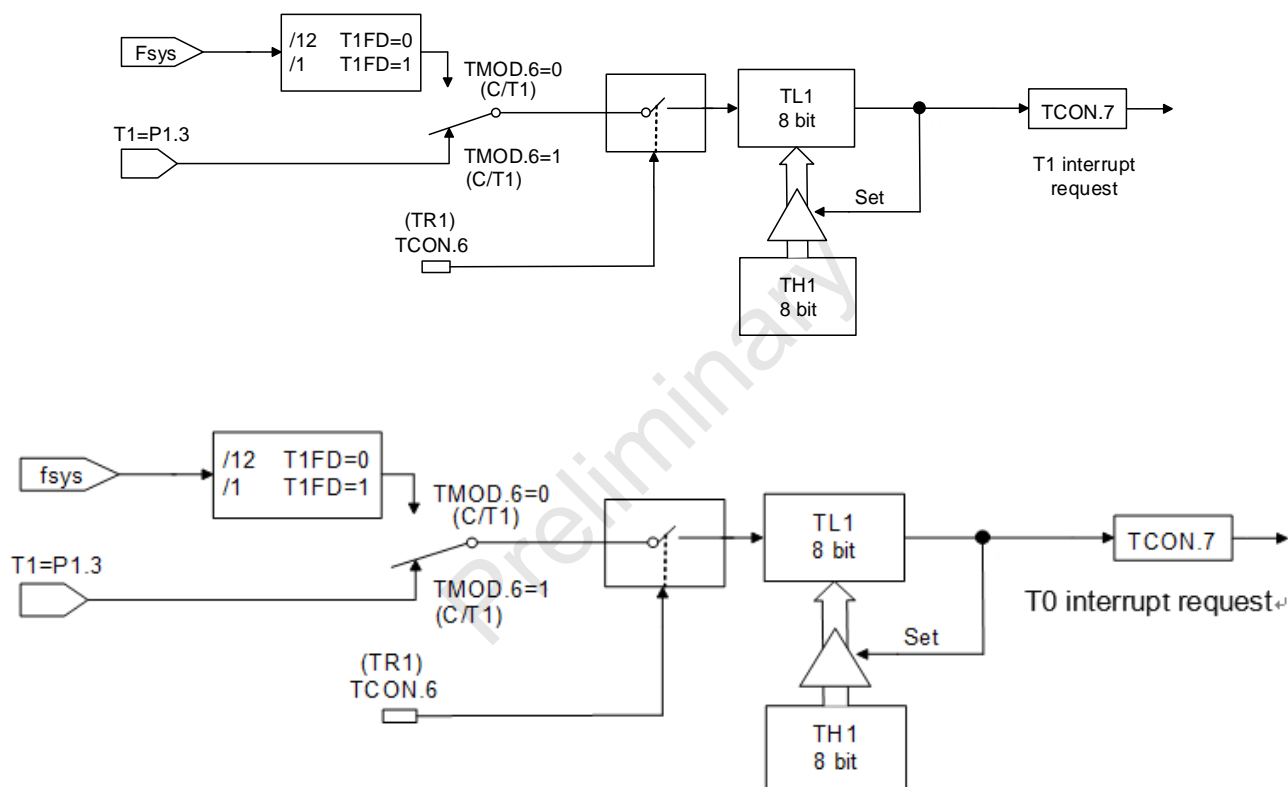 Fsys
/12 T1FD=0
/1 T1FD=1
TMOD.6=0
(C/T1)
T1=P1.3
TMOD.6=1
(C/T1)
(TR1)
TCON.6
TL1
8 bit
TCON.7
T1 interrupt
request
Set
TH1
8 bit
Preliminary
fsys
/12 T1FD=0
/1 T1FD=1
TMOD.6=0
(C/T1)
T1=P1.3
TMOD.6=1
(C/T1)
(TR1)
TCON.6
TL1
8 bit
TCON.7
T0 interrupt request↵
Set
TH1
8 bit